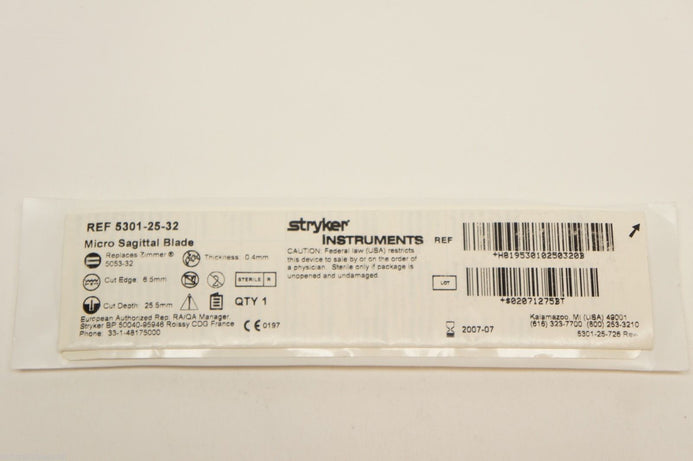 REF 5301-25-32
Micro Sagittal Blade
Replaces Zimmer®
5053-32
Thickness: 0.4mm
Cut Edge: 6.5mm
STERILE R
Cut Depth: 25.5mm
QTY 1
European Authorized Rep. RA/QA Manager
Stryker BP 50040-95946 Roissy CDG France
Phone: 33-1-48175000
CE 0197
stryker®
INSTRUMENTS
CAUTION: Federal law (USA) restricts
this device to sale by or on the order of
a physician. Sterile only if package is
unopened and undamaged.
REF
*H819530102503208
LOT
*$02071275BT
2007-07
Kalamazoo, MI (USA) 49001
(616) 323-7700 (800) 253-3210
5301-25-726 Rev-